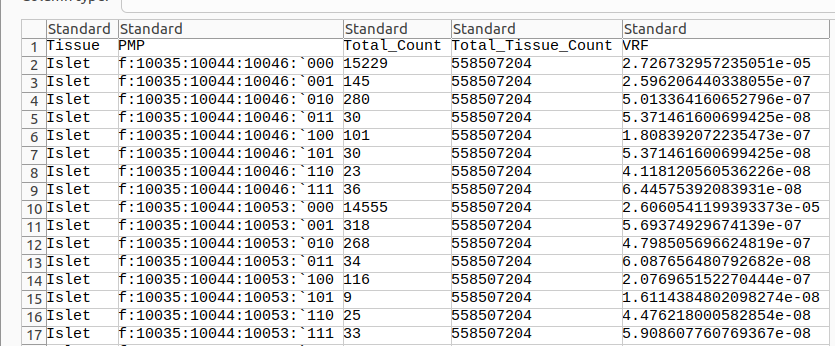 Standard Standard Standard Standard Standard
1 Tissue PMP Total_Count Total_Tissue_Count VRF
2 Islet f:10035:10044:10046:`000 15229 558507204 2.726732957235051e-05
3 Islet f:10035:10044:10046:`001 145 558507204 2.596206440338055e-07
4 Islet f:10035:10044:10046:`010 280 558507204 5.013364160652796e-07
5 Islet f:10035:10044:10046:`011 30 558507204 5.371461600699425e-08
6 Islet f:10035:10044:10046:`100 101 558507204 1.808392072235473e-07
7 Islet f:10035:10044:10046:`101 30 558507204 5.371461600699425e-08
8 Islet f:10035:10044:10046:`110 23 558507204 4.118120560536226e-08
9 Islet f:10035:10044:10046:`111 36 558507204 6.44575392083931e-08
10 Islet f:10035:10044:10053:`000 14555 558507204 2.6060541199393373e-05
11 Islet f:10035:10044:10053:`001 318 558507204 5.69374929674139e-07
12 Islet f:10035:10044:10053:`010 268 558507204 4.798505696624819e-07
13 Islet f:10035:10044:10053:`011 34 558507204 6.087656480792682e-08
14 Islet f:10035:10044:10053:`100 116 558507204 2.076965152270444e-07
15 Islet f:10035:10044:10053:`101 9 558507204 1.6114384802098274e-08
16 Islet f:10035:10044:10053:`110 25 558507204 4.476218000582854e-08
17 Islet f:10035:10044:10053:`111 33 558507204 5.908607760769367e-08